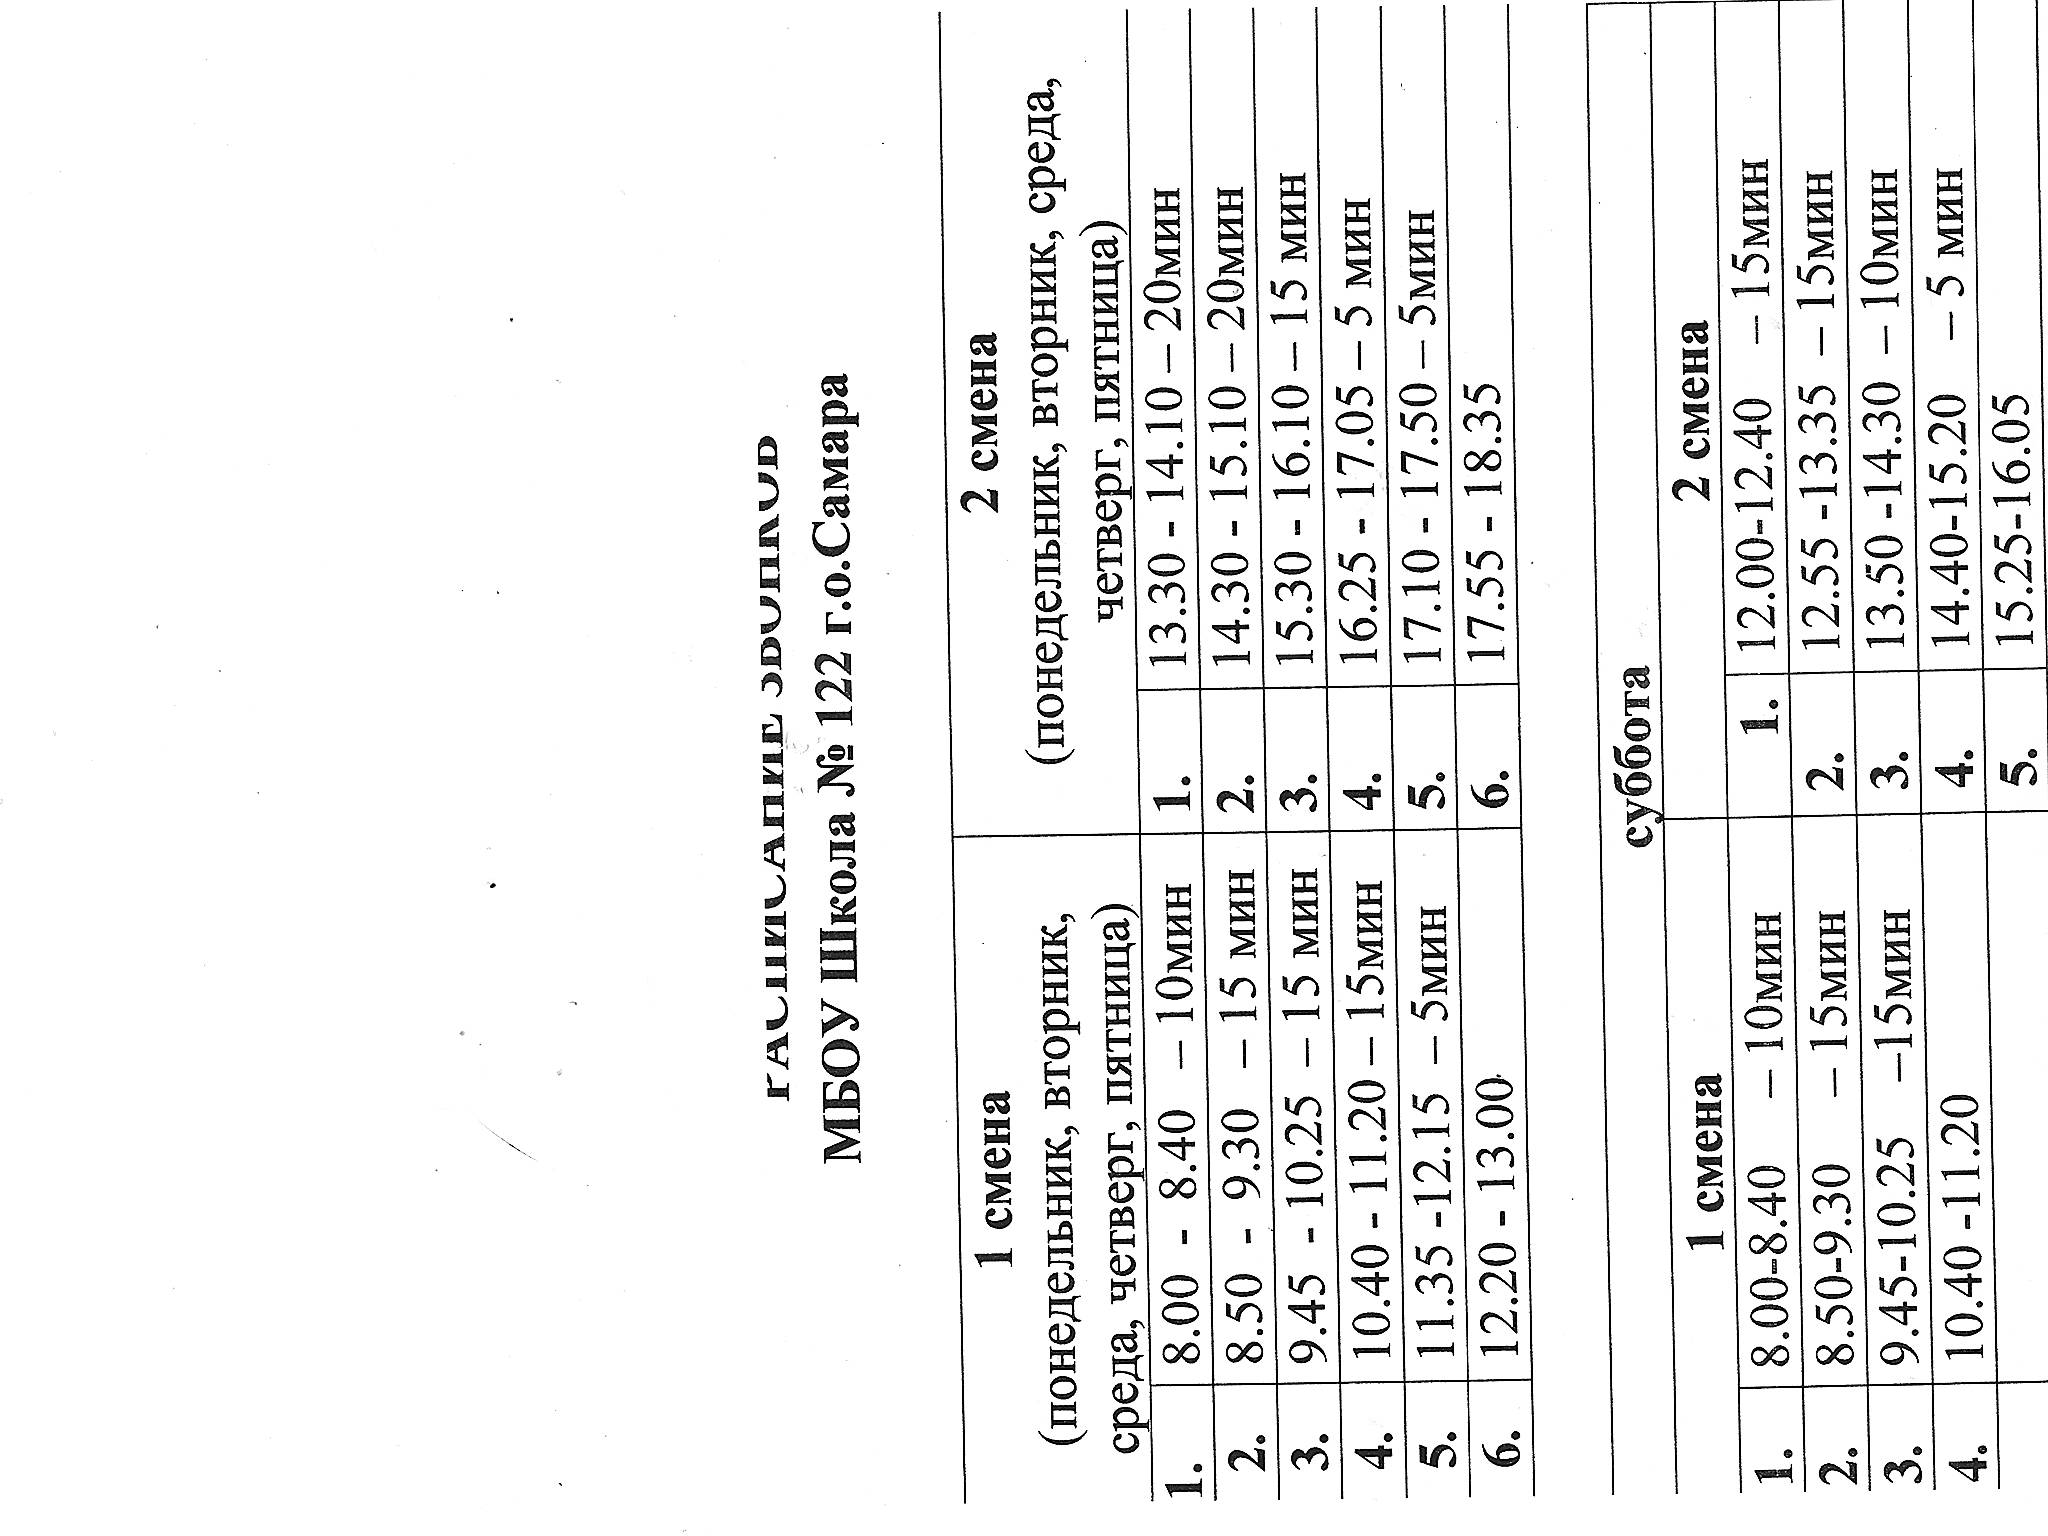 РАСПИСАНИЕ ЗВОНКОВ
МБОУ Школа № 122 г.о.Самара
1 смена
(понедельник, вторник,
среда, четверг, пятница)
2 смена
(понедельник, вторник, среда,
четверг, пятница)
1. 8.00 - 8.40 – 10мин 1. 13.30 - 14.10 – 20мин
2. 8.50 - 9.30 – 15 мин 2. 14.30 - 15.10 – 20мин
3. 9.45 - 10.25 – 15 мин 3. 15.30 - 16.10 – 15 мин
4. 10.40 - 11.20 – 15мин 4. 16.25 - 17.05 – 5 мин
5. 11.35 -12.15 – 5мин 5. 17.10 - 17.50 – 5мин
6. 12.20 - 13.00 6. 17.55 - 18.35
суббота
1 смена 2 смена
1. 8.00-8.40 – 10мин 1. 12.00-12.40 – 15мин
2. 8.50-9.30 – 15мин 2. 12.55 -13.35 – 15мин
3. 9.45-10.25 –15мин 3. 13.50 -14.30 – 10мин
4. 10.40 -11.20 4. 14.40-15.20 – 5 мин
5. 15.25-16.05